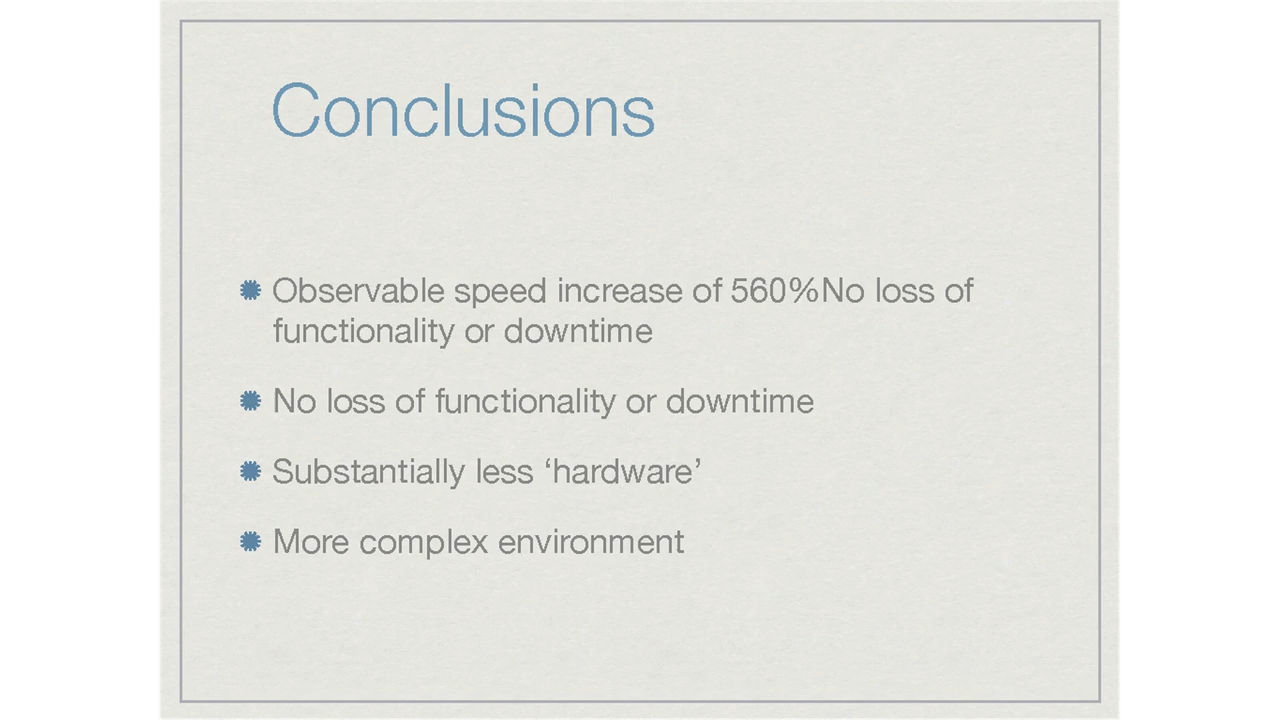 Conclusions
Observable speed increase of 560%No loss of
functionality or downtime
No loss of functionality or downtime
Substantially less ‘hardware’
More complex environment